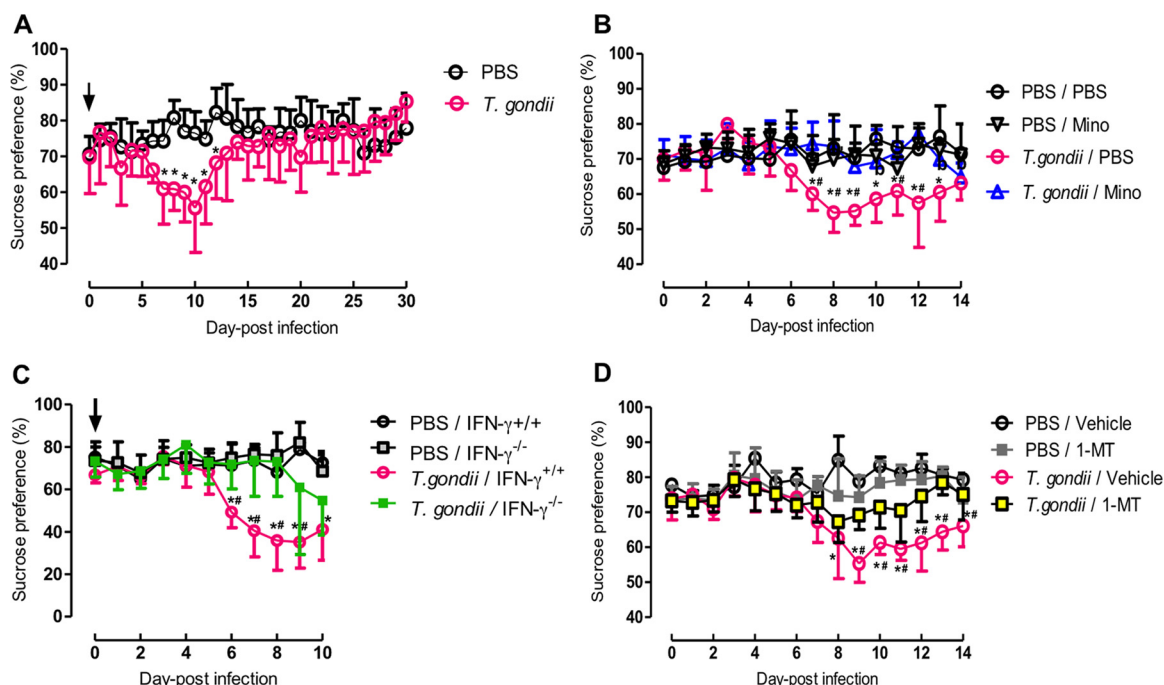 A
Sucrose preference (%)
100
90
80
70
60
50
40
0 5 10 15 20 25 30
Day-post infection
PBS
T. gondii
* * * * * *
B
Sucrose preference (%)
100
90
80
70
60
50
40
0 2 4 6 8 10 12 14
Day-post infection
PBS / PBS
PBS / Mino
T.gondii / PBS
T. gondii / Mino
*# *# *# * *# *# *
b b
C
Sucrose preference (%)
100
80
60
40
20
0
0 2 4 6 8 10
Day-post infection
PBS / IFN-γ+/+
PBS / IFN-γ-/-
T.gondii / IFN-γ+/+
T. gondii / IFN-γ-/-
*# *# *# *# *
D
Sucrose preference (%)
100
90
80
70
60
50
40
0 2 4 6 8 10 12 14
Day-post infection
PBS / Vehicle
PBS / 1-MT
T. gondii / Vehicle
T. gondii / 1-MT
* *# *# *# *# *# *#